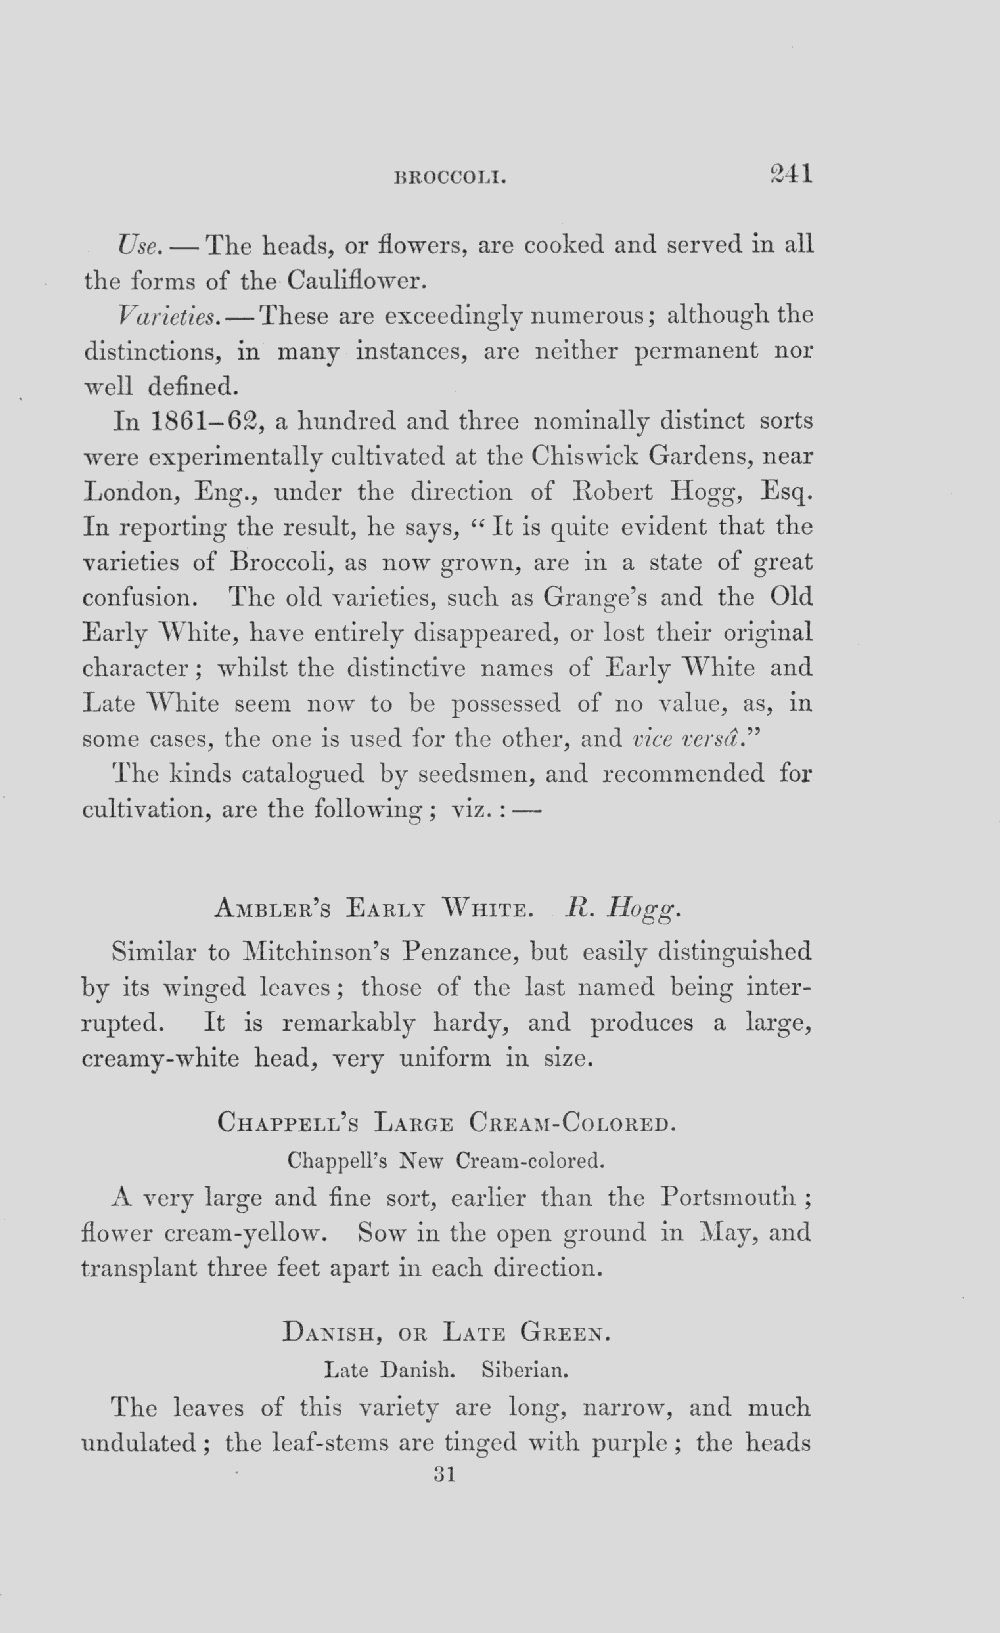 BROCCOLI. 241
Use. — The heads, or flowers, are cooked and served in all
the forms of the Cauliflower.
Varieties. — These are exceedingly numerous; although the
distinctions, in many instances, are neither permanent nor
well defined.
In 1861–62, a hundred and three nominally distinct sorts
were experimentally cultivated at the Chiswick Gardens, near
London, Eng., under the direction of Robert Hogg, Esq.
In reporting the result, he says, “It is quite evident that the
varieties of Broccoli, as now grown, are in a state of great
confusion. The old varieties, such as Grange’s and the Old
Early White, have entirely disappeared, or lost their original
character; whilst the distinctive names of Early White and
Late White seem now to be possessed of no value, as, in
some cases, the one is used for the other, and vice versâ.”
The kinds catalogued by seedsmen, and recommended for
cultivation, are the following; viz.: —
AMBLER’S EARLY WHITE. R. Hogg.
Similar to Mitchinson’s Penzance, but easily distinguished
by its winged leaves; those of the last named being inter-
rupted. It is remarkably hardy, and produces a large,
creamy-white head, very uniform in size.
CHAPPELL’S LARGE CREAM-COLORED.
Chappell’s New Cream-colored.
A very large and fine sort, earlier than the Portsmouth;
flower cream-yellow. Sow in the open ground in May, and
transplant three feet apart in each direction.
DANISH, OR LATE GREEN.
Late Danish. Siberian.
The leaves of this variety are long, narrow, and much
undulated; the leaf-stems are tinged with purple; the heads
31